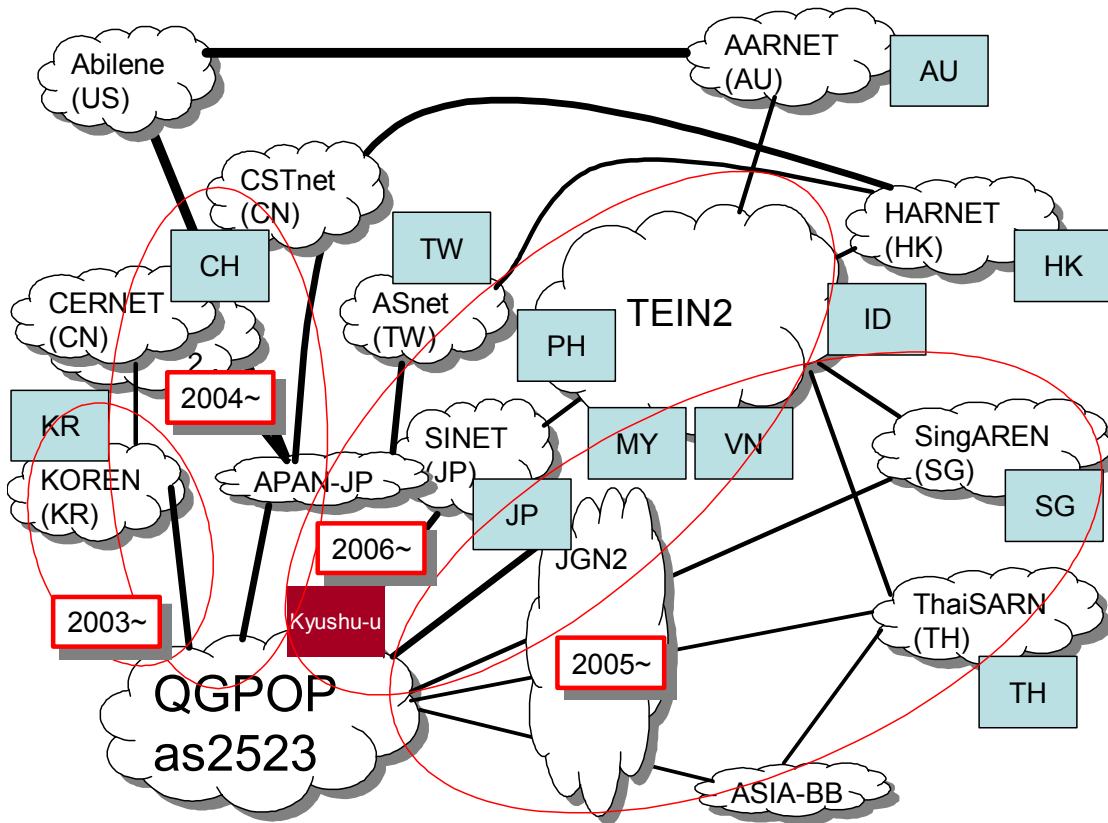 Abilene
(US)
AARNET
(AU)
AU
CSTnet
(CN)
HARNET
(HK)
HK
CH
TW
CERNET
(CN)
2
ASnet
(TW)
TEIN2
ID
PH
2004~
KR
KOREN
(KR)
APAN-JP
SINET
(JP)
MY
VN
SingAREN
(SG)
SG
JP
2006~
JGN2
2003~
Kyushu-u
2005~
ThaiSARN
(TH)
TH
QGPOP
as2523
ASIA-BB